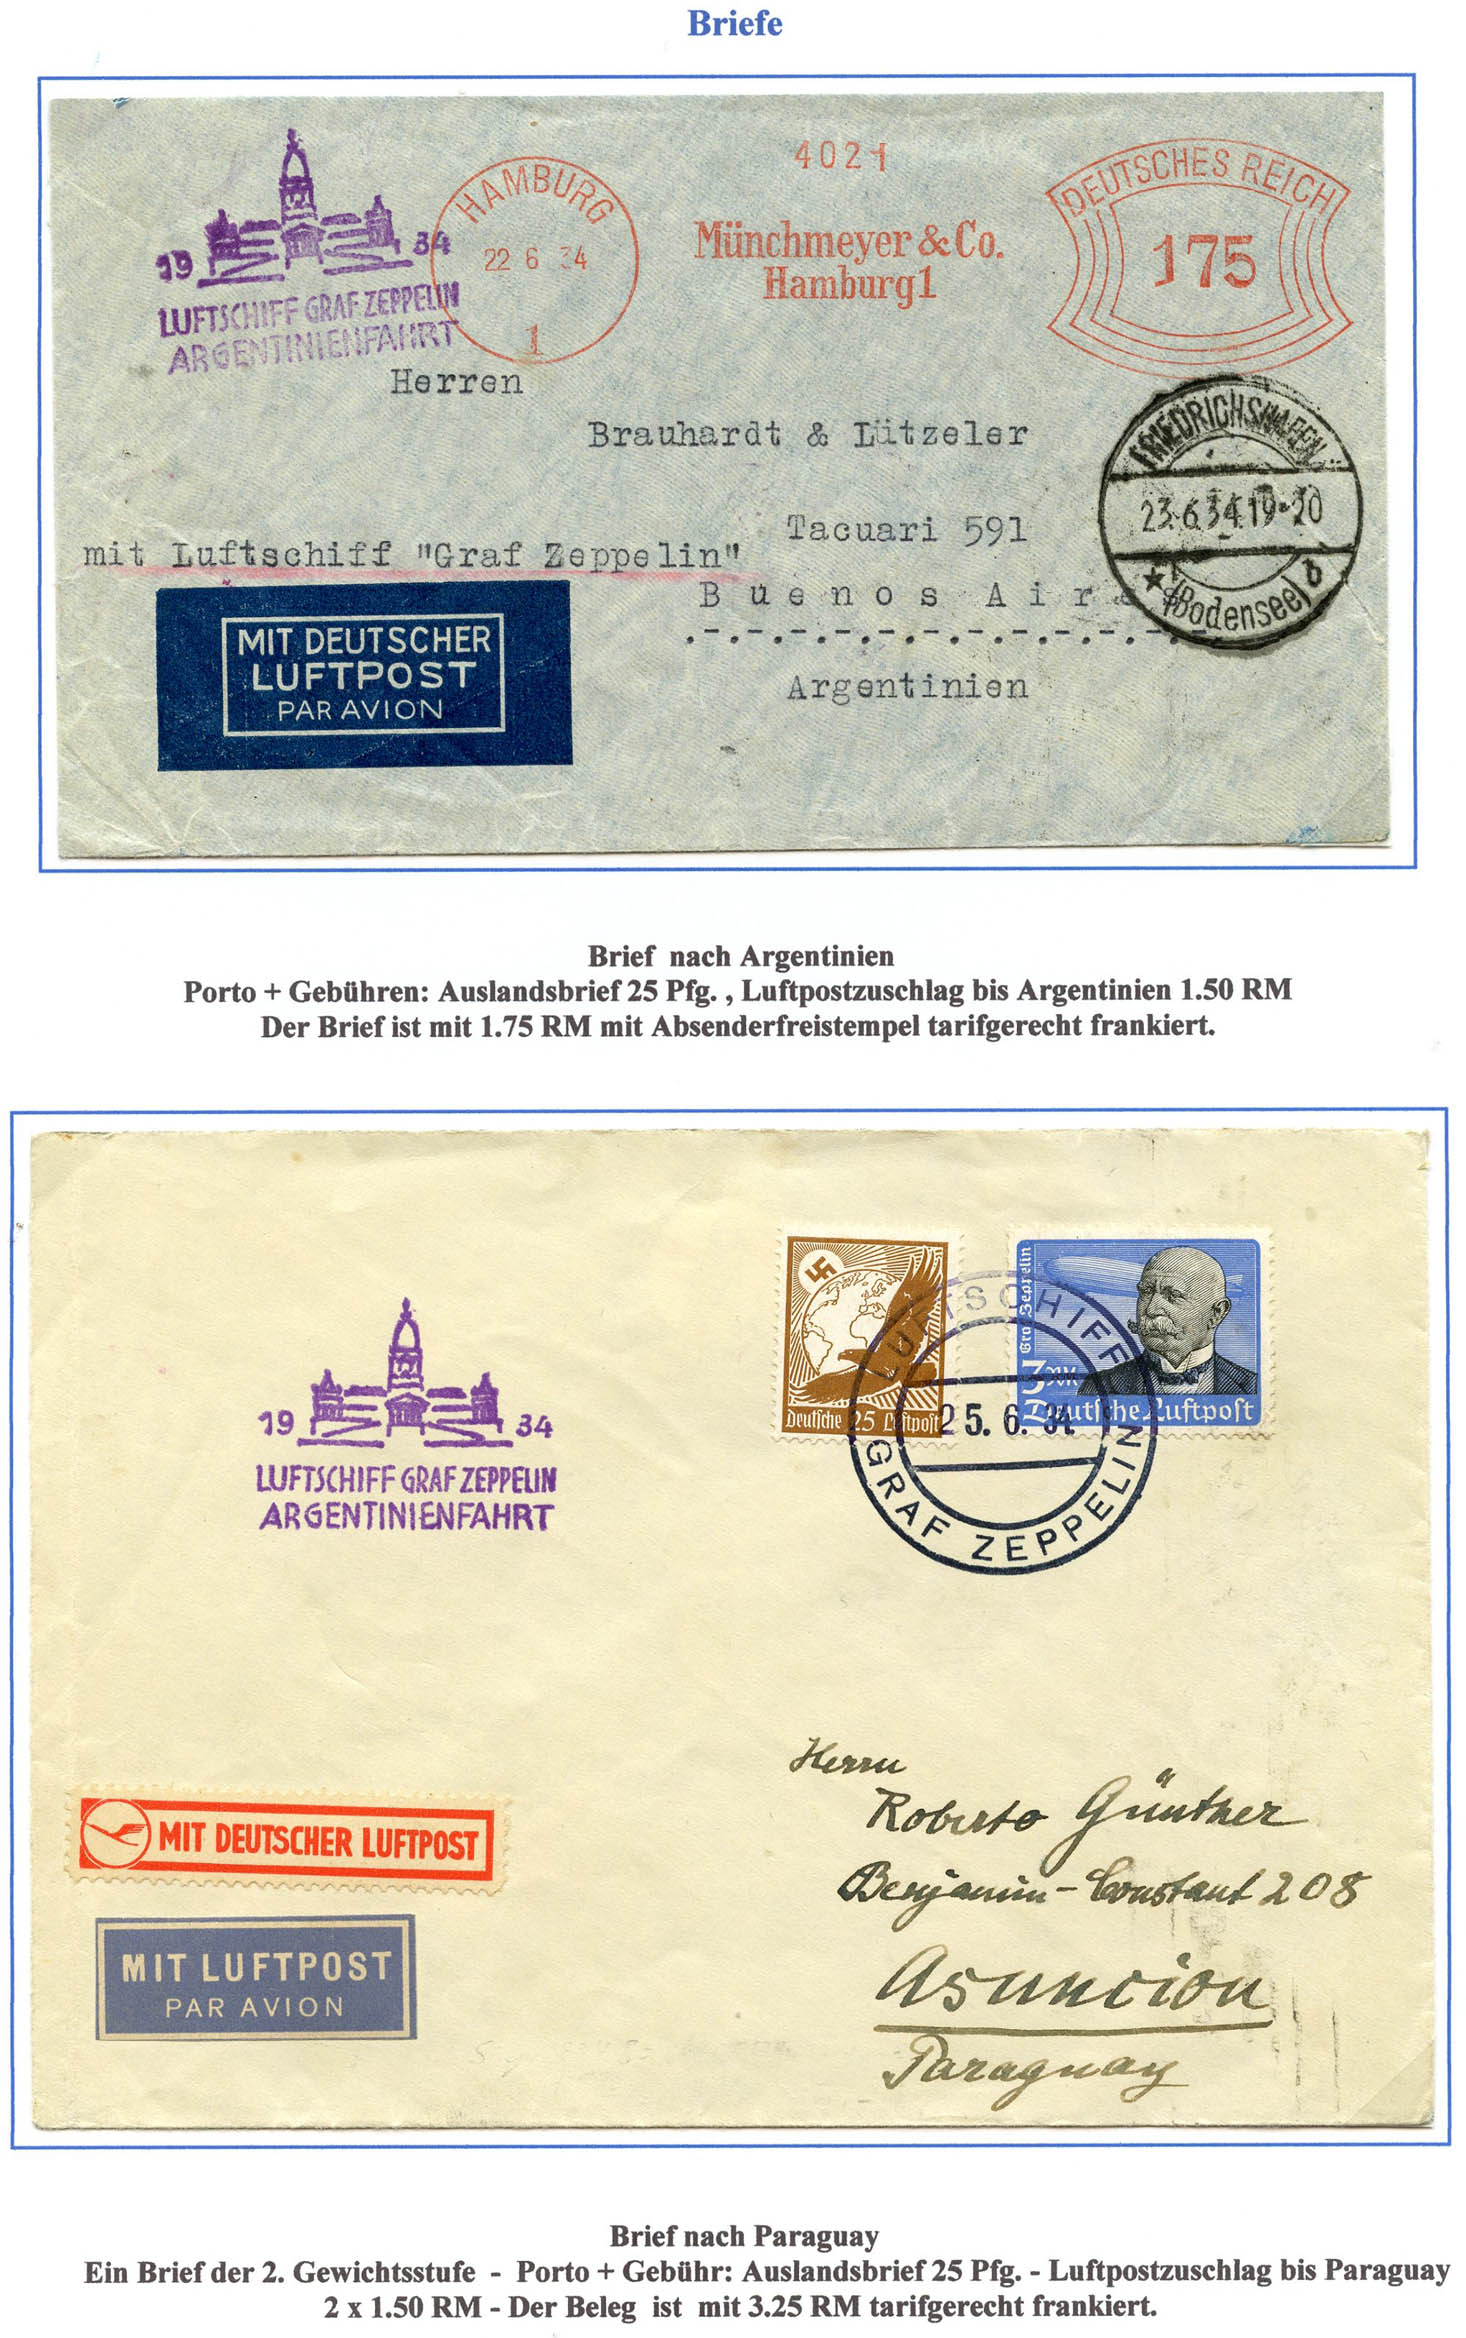 Briefe
19 34
LUFTSCHIFF GRAF ZEPPELIN
ARGENTINIENFAHRT
HAMBURG
22 6 34
1
4021
Münchmeyer & Co.
Hamburg1
DEUTSCHES REICH
175
Herren
Brauhardt & Lützeler
Tacuari 591
mit Luftschiff "Graf Zeppelin"
Buenos Aires
Argentinien
FRIEDRICHSHAFEN
23.6.34.19-20
(Bodensee) b
MIT DEUTSCHER
LUFTPOST
PAR AVION
Brief nach Argentinien
Porto + Gebühren: Auslandsbrief 25 Pfg. , Luftpostzuschlag bis Argentinien 1.50 RM
Der Brief ist mit 1.75 RM mit Absenderfreistempel tarifgerecht frankiert.
19 34
LUFTSCHIFF GRAF ZEPPELIN
ARGENTINIENFAHRT
Deutsche 25 Luftpost
Graf Zeppelin
3 RM
Deutsche Luftpost
LUFTSCHIFF
25. 6. 34.
GRAF ZEPPELIN
Herrn
Roberto Günther
Benjamin-Constant 208
Asuncion
Paraguay
MIT DEUTSCHER LUFTPOST
MIT LUFTPOST
PAR AVION
Brief nach Paraguay
Ein Brief der 2. Gewichtsstufe - Porto + Gebühr: Auslandsbrief 25 Pfg. - Luftpostzuschlag bis Paraguay
2 x 1.50 RM - Der Beleg ist mit 3.25 RM tarifgerecht frankiert.